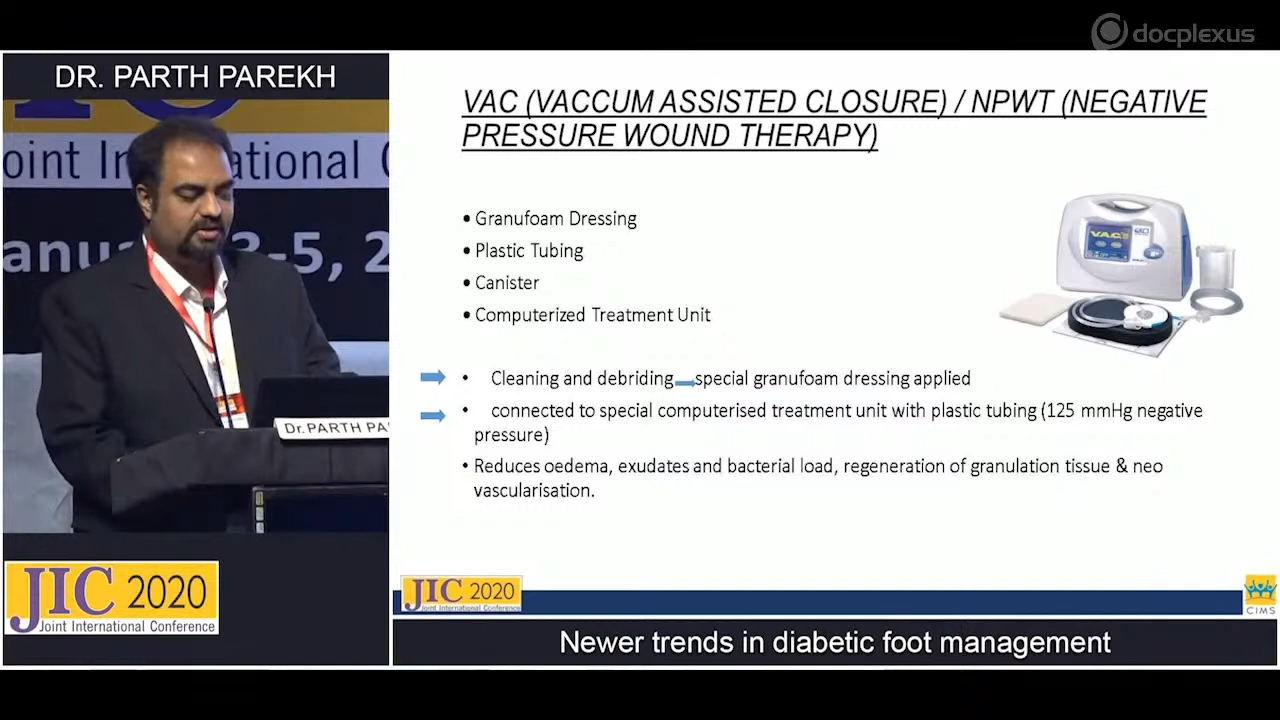 docplexus
DR. PARTH PAREKH
Joint International C
anua 3-5, 2
Dr.PARTH PA
JIC 2020
Joint International Conference
VAC (VACCUM ASSISTED CLOSURE) / NPWT (NEGATIVE
PRESSURE WOUND THERAPY)
• Granufoam Dressing
• Plastic Tubing
• Canister
• Computerized Treatment Unit
• Cleaning and debriding special granufoam dressing applied
• connected to special computerised treatment unit with plastic tubing (125 mmHg negative
pressure)
• Reduces oedema, exudates and bacterial load, regeneration of granulation tissue & neo
vascularisation.
V.A.C.
JIC 2020
Joint International Conference
CIMS
Newer trends in diabetic foot management